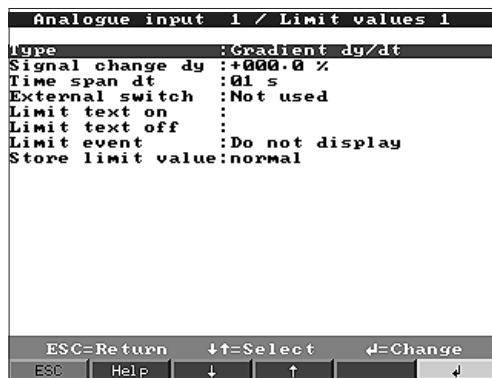 Analogue input 1 / Limit values 1
Type :Gradient dy/dt
Signal change dy :+000.0 %
Time span dt :01 s
External switch :Not used
Limit text on :
Limit text off :
Limit event :Do not display
Store limit value:normal
ESC=Return ↓↑=Select ↵=Change
ESC Help ↓ ↑ ↵